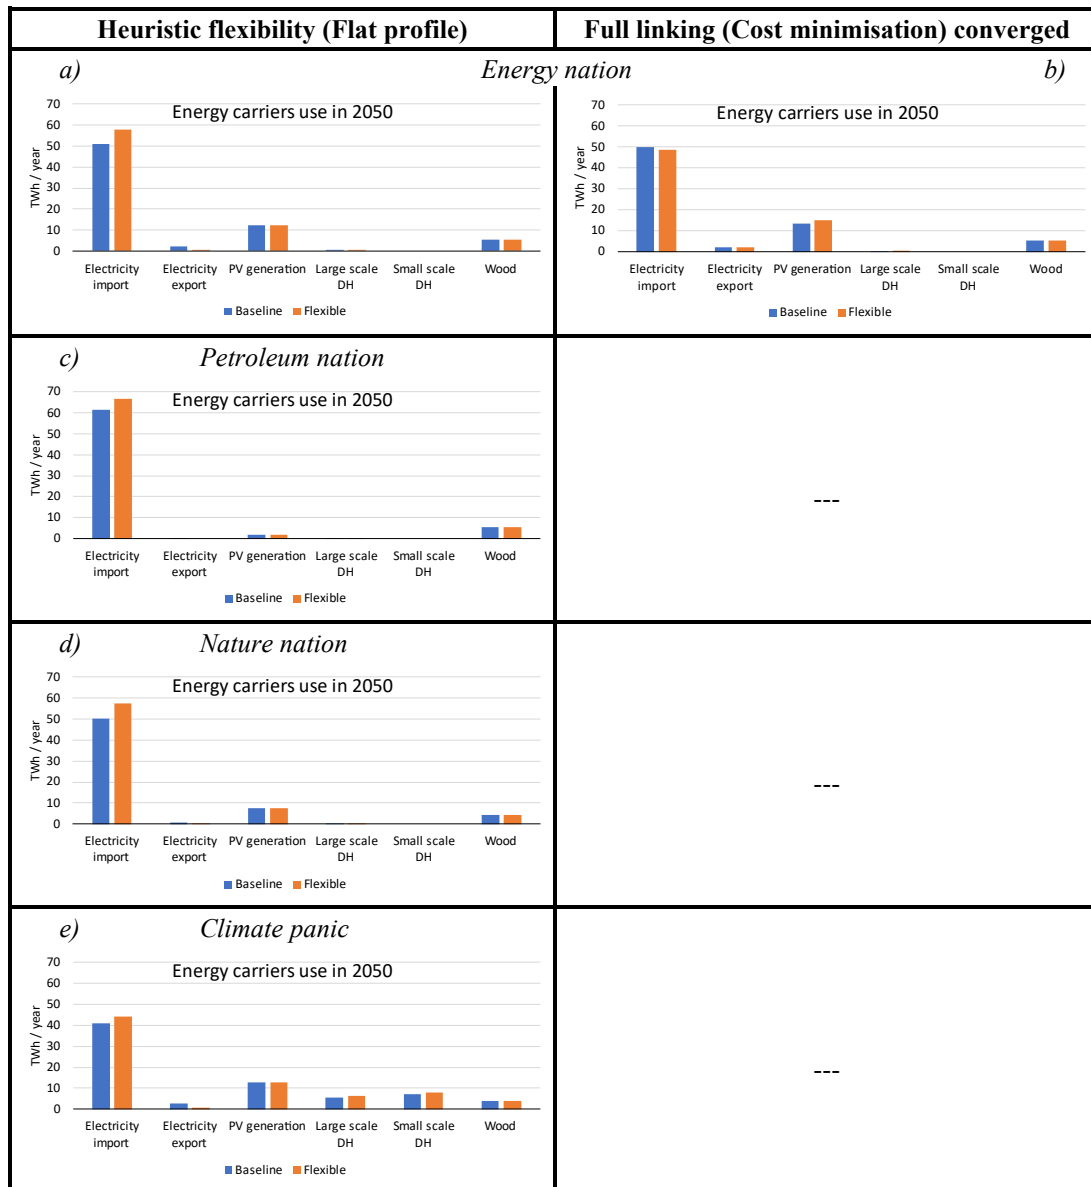 Heuristic flexibility (Flat profile)
Full linking (Cost minimisation) converged
a)
Energy nation
b)
Energy carriers use in 2050
TWh / year
70
60
50
40
30
20
10
0
Electricity import
Electricity export
PV generation
Large scale DH
Small scale DH
Wood
Baseline
Flexible
Energy carriers use in 2050
TWh / year
70
60
50
40
30
20
10
0
Electricity import
Electricity export
PV generation
Large scale DH
Small scale DH
Wood
Baseline
Flexible
c)
Petroleum nation
Energy carriers use in 2050
TWh / year
70
60
50
40
30
20
10
0
Electricity import
Electricity export
PV generation
Large scale DH
Small scale DH
Wood
Baseline
Flexible
---
d)
Nature nation
Energy carriers use in 2050
TWh / year
70
60
50
40
30
20
10
0
Electricity import
Electricity export
PV generation
Large scale DH
Small scale DH
Wood
Baseline
Flexible
---
e)
Climate panic
Energy carriers use in 2050
TWh / year
70
60
50
40
30
20
10
0
Electricity import
Electricity export
PV generation
Large scale DH
Small scale DH
Wood
Baseline
Flexible
---